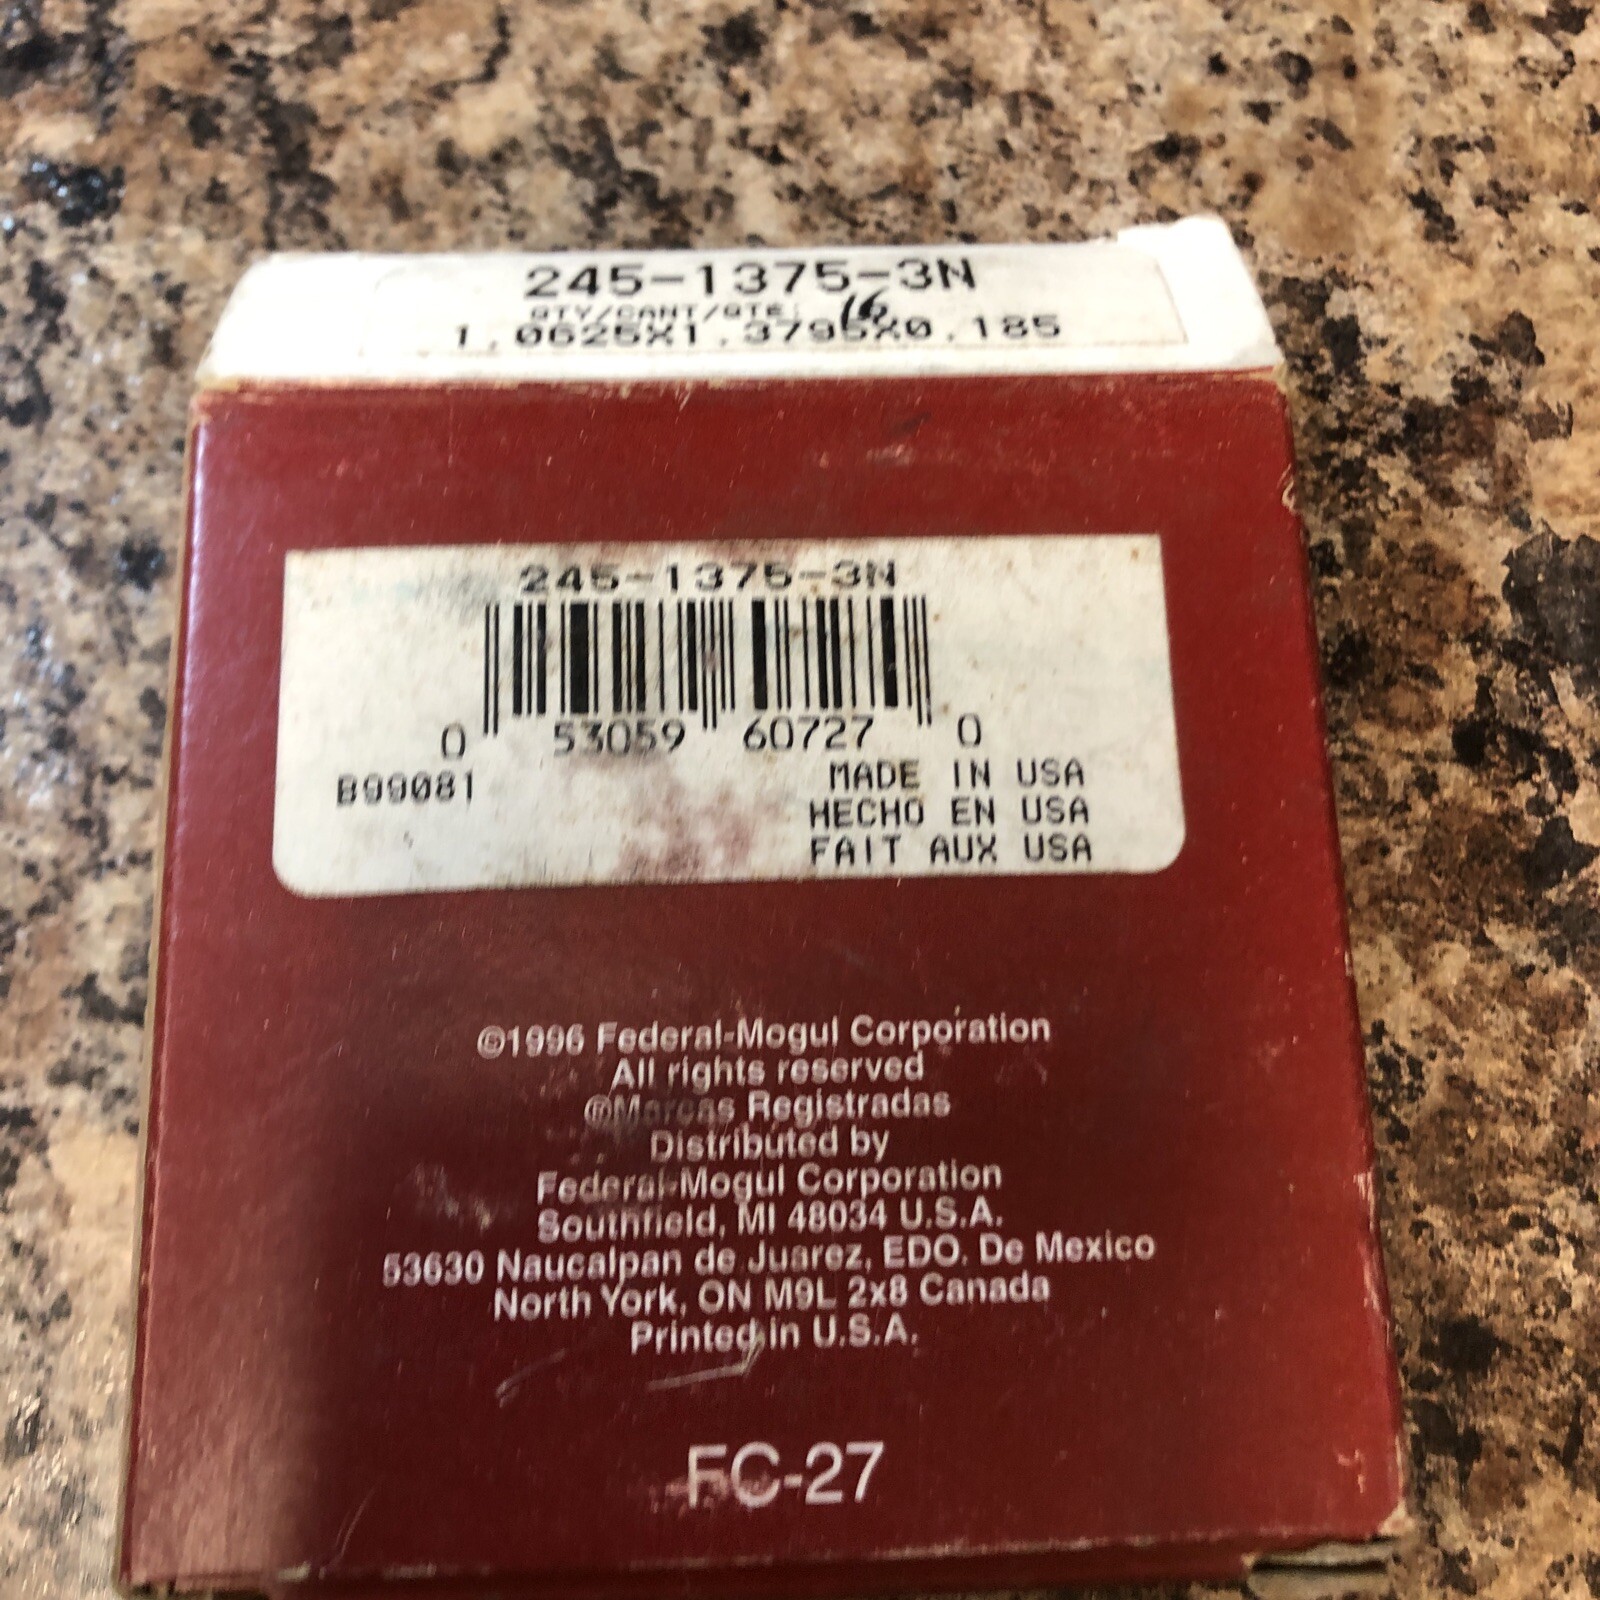 245-1375-3N
QTY/CANT/QTE: 16
1.0625X1.3795X0.185
245-1375-3N
0 53059 60727 0
B99081
MADE IN USA
HECHO EN USA
FAIT AUX USA
©1996 Federal-Mogul Corporation
All rights reserved
®Marcas Registradas
Distributed by
Federal-Mogul Corporation
Southfield, MI 48034 U.S.A.
53630 Naucalpan de Juarez, EDO. De Mexico
North York, ON M9L 2x8 Canada
Printed in U.S.A.
FC-27